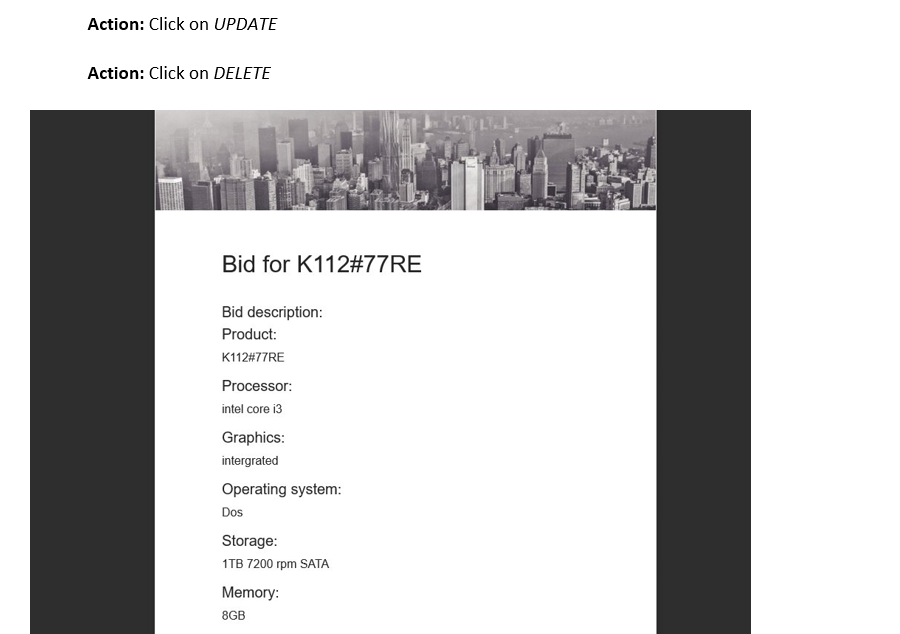 Action: Click on UPDATE
Action: Click on DELETE
Bid for K112#77RE
Bid description:
Product:
K112#77RE
Processor:
intel core i3
Graphics:
intergrated
Operating system:
Dos
Storage:
1TB 7200 rpm SATA
Memory:
8GB